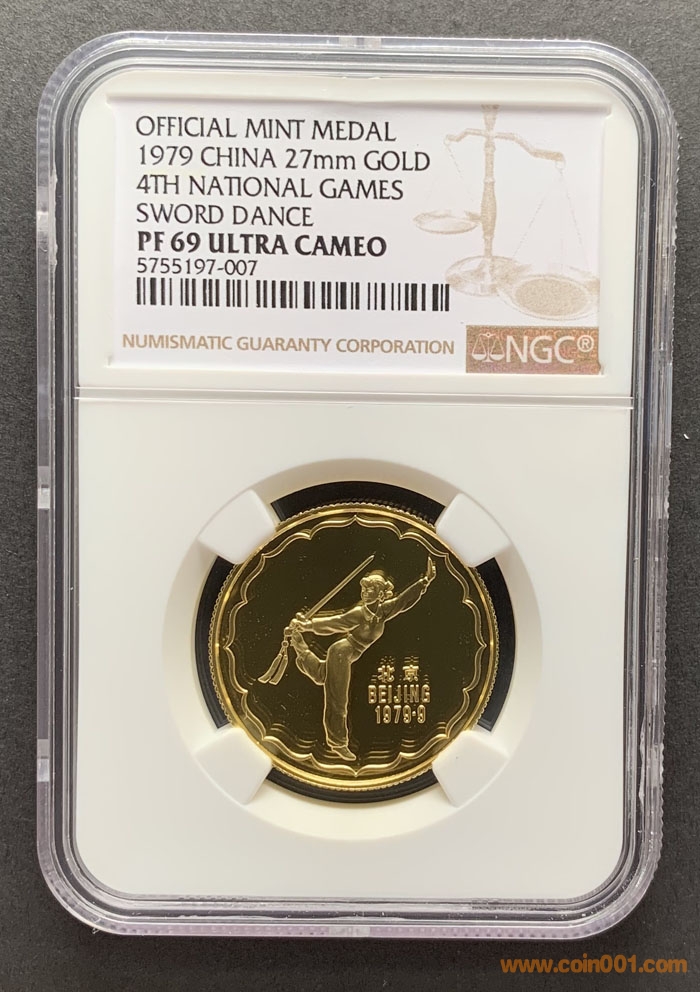 OFFICIAL MINT MEDAL
1979 CHINA 27mm GOLD
4TH NATIONAL GAMES
SWORD DANCE
PF 69 ULTRA CAMEO
5755197-007
NUMISMATIC GUARANTY CORPORATION
NGC®
北京
BEIJING
1979·9
www.coin001.com